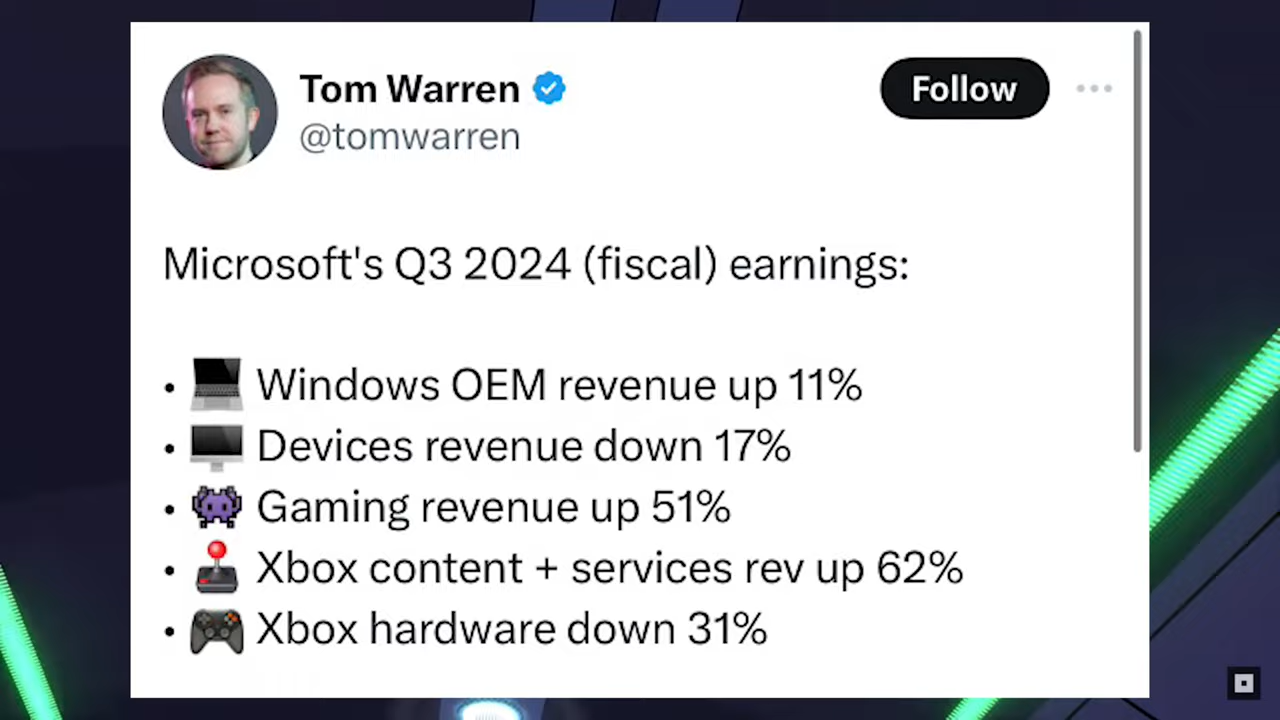 Tom Warren
Follow
@tomwarren
Microsoft's Q3 2024 (fiscal) earnings:
• 💻 Windows OEM revenue up 11%
• 🖥️ Devices revenue down 17%
• 👾 Gaming revenue up 51%
• 🕹️ Xbox content + services rev up 62%
• 🎮 Xbox hardware down 31%